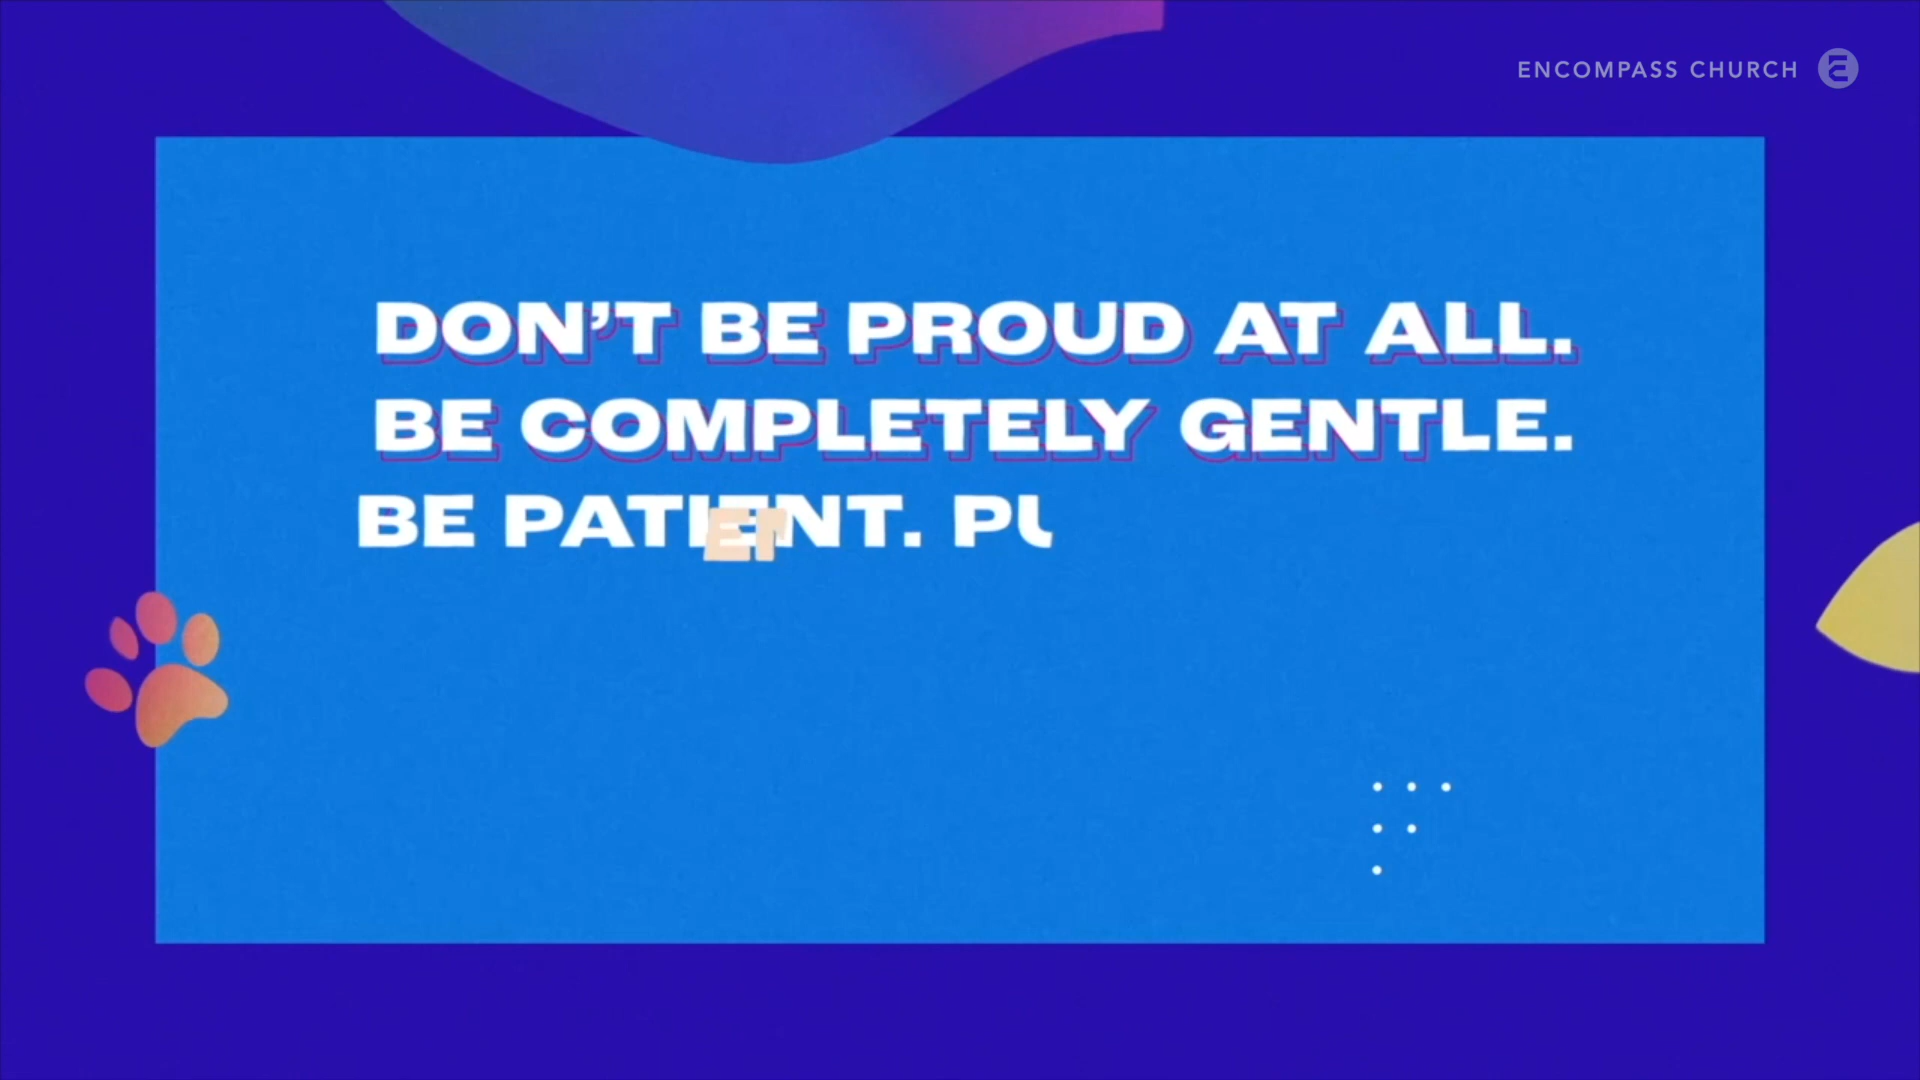 ENCOMPASS CHURCH
DON'T BE PROUD AT ALL.
BE COMPLETELY GENTLE.
BE PATIENT.